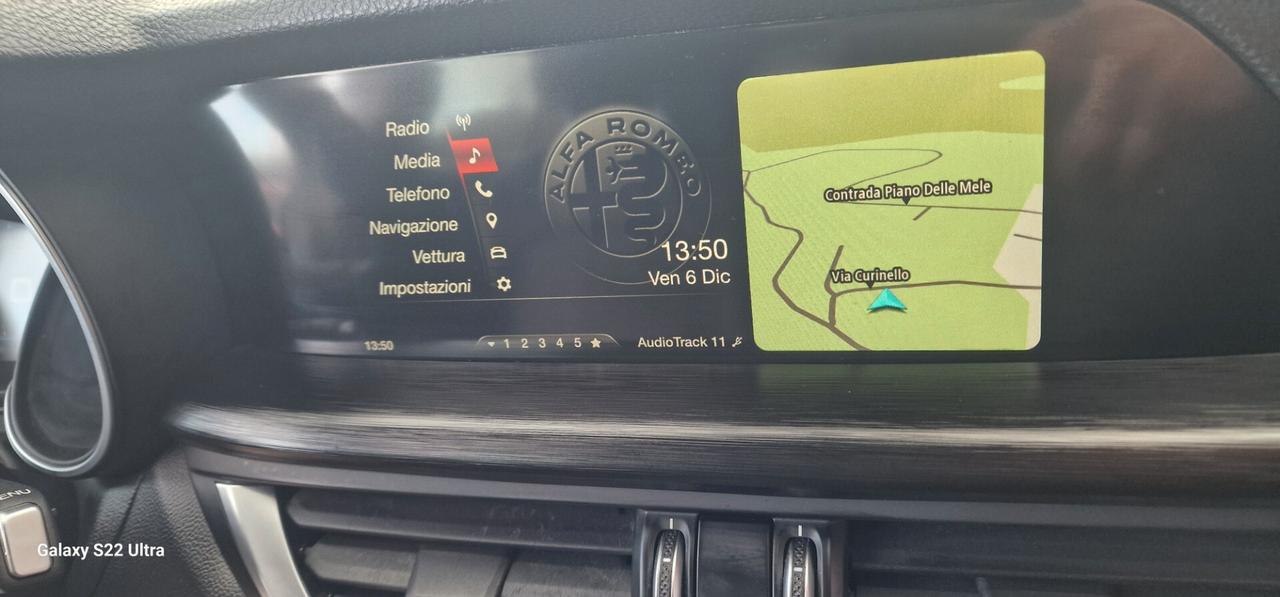 Radio
Media
Telefono
Navigazione
Vettura
Impostazioni
ALFA ROMEO
13:50
Ven 6 Dic
13:50
1 2 3 4 5
AudioTrack 11
Contrada Piano Delle Mele
Via Curinello
Galaxy S22 Ultra